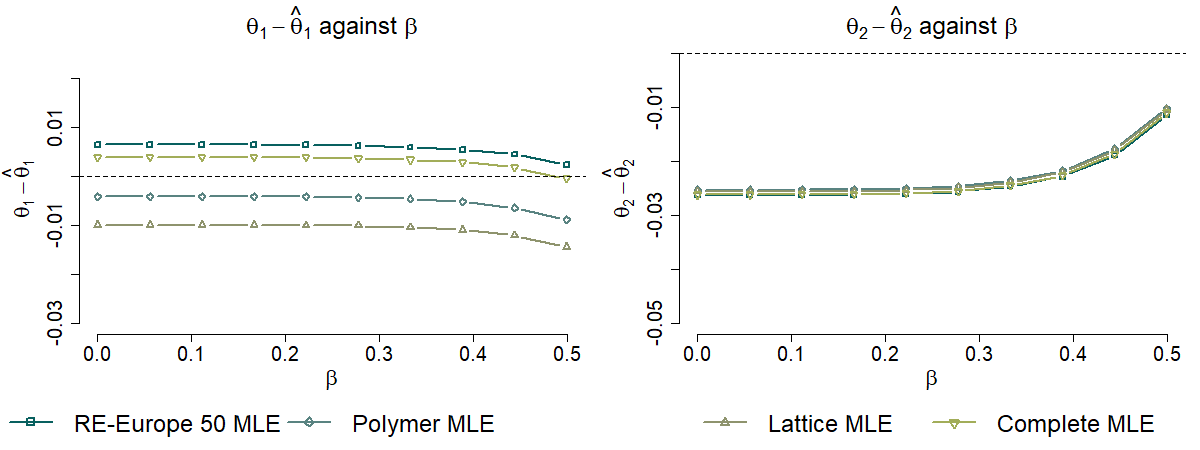 θ1 − θ̂1 against β
θ1 − θ̂1
0.01
-0.01
-0.03
0.0 0.1 0.2 0.3 0.4 0.5
β
θ2 − θ̂2 against β
θ2 − θ̂2
-0.01
-0.03
-0.05
0.0 0.1 0.2 0.3 0.4 0.5
β
RE-Europe 50 MLE Polymer MLE Lattice MLE Complete MLE